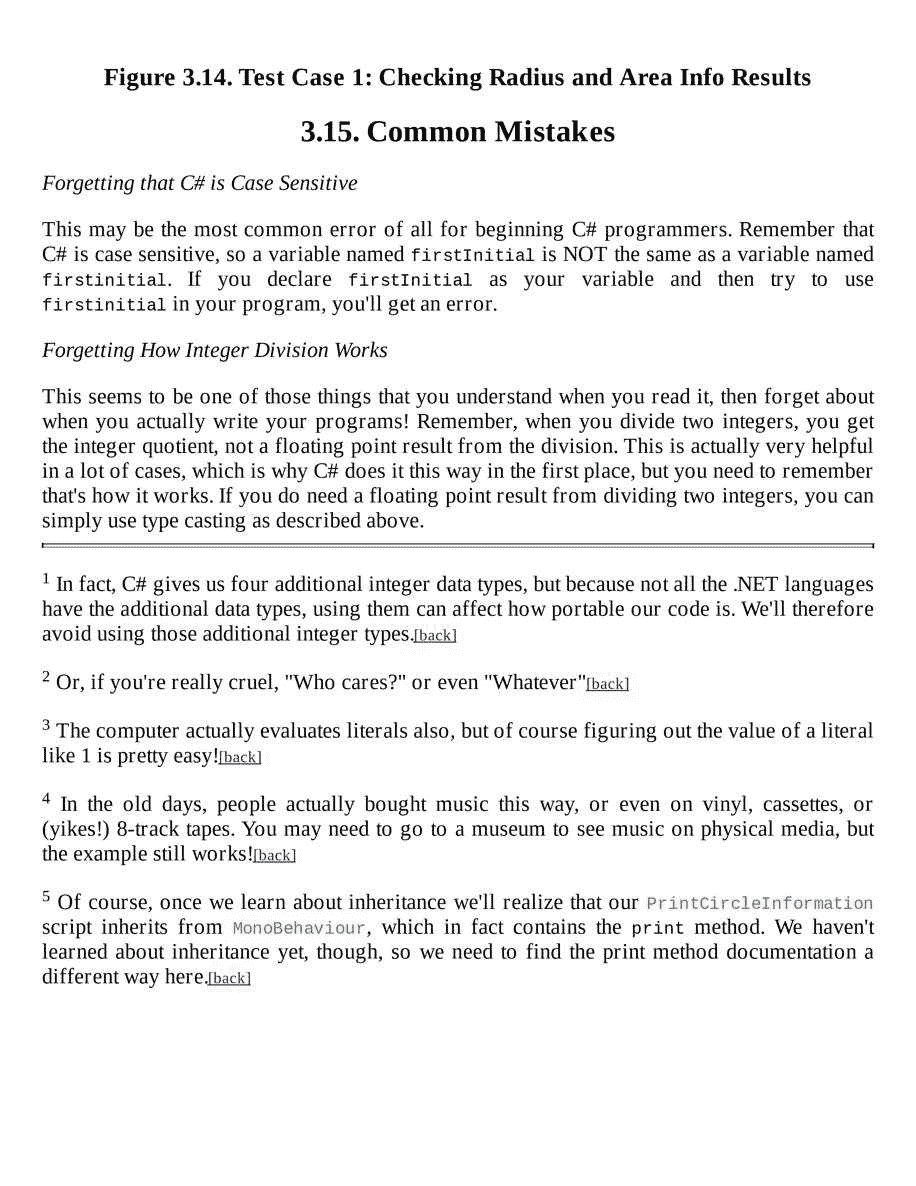 Figure 3.14. Test Case 1: Checking Radius and Area Info Results
3.15. Common Mistakes
Forgetting that C# is Case Sensitive
This may be the most common error of all for beginning C# programmers. Remember that
C# is case sensitive, so a variable named firstInitial is NOT the same as a variable named
firstinitial. If you declare firstInitial as your variable and then try to use
firstinitial in your program, you'll get an error.
Forgetting How Integer Division Works
This seems to be one of those things that you understand when you read it, then forget about
when you actually write your programs! Remember, when you divide two integers, you get
the integer quotient, not a floating point result from the division. This is actually very helpful
in a lot of cases, which is why C# does it this way in the first place, but you need to remember
that's how it works. If you do need a floating point result from dividing two integers, you can
simply use type casting as described above.
1 In fact, C# gives us four additional integer data types, but because not all the .NET languages
have the additional data types, using them can affect how portable our code is. We'll therefore
avoid using those additional integer types.[back]
2 Or, if you're really cruel, "Who cares?" or even "Whatever"[back]
3 The computer actually evaluates literals also, but of course figuring out the value of a literal
like 1 is pretty easy![back]
4 In the old days, people actually bought music this way, or even on vinyl, cassettes, or
(yikes!) 8-track tapes. You may need to go to a museum to see music on physical media, but
the example still works![back]
5 Of course, once we learn about inheritance we'll realize that our PrintCircleInformation
script inherits from MonoBehaviour, which in fact contains the print method. We haven't
learned about inheritance yet, though, so we need to find the print method documentation a
different way here.[back]